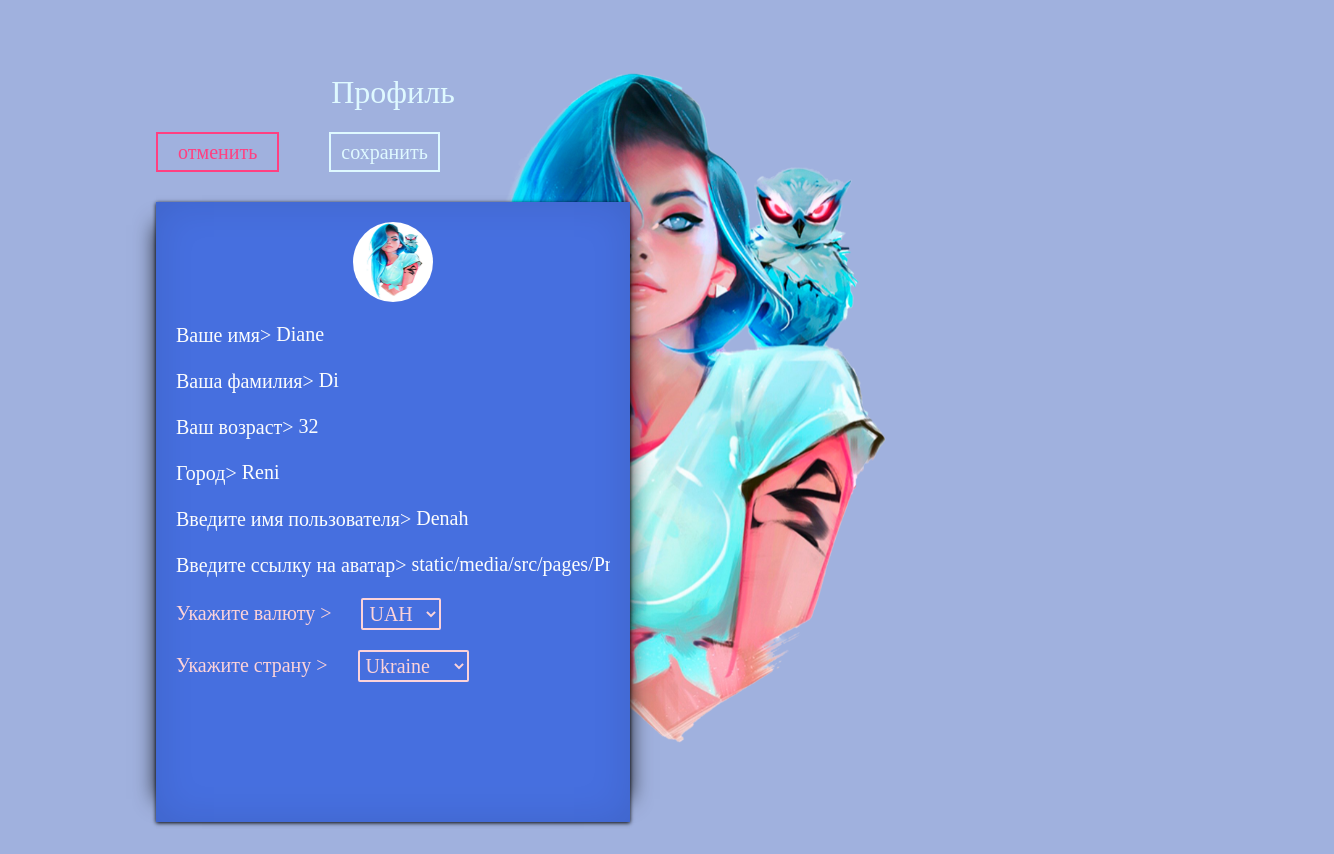 Профиль
отменить сохранить
Ваше имя> Diane
Ваша фамилия> Di
Ваш возраст> 32
Город> Reni
Введите имя пользователя> Denah
Введите ссылку на аватар> static/media/src/pages/Pr
Укажите валюту > UAH
Укажите страну > Ukraine